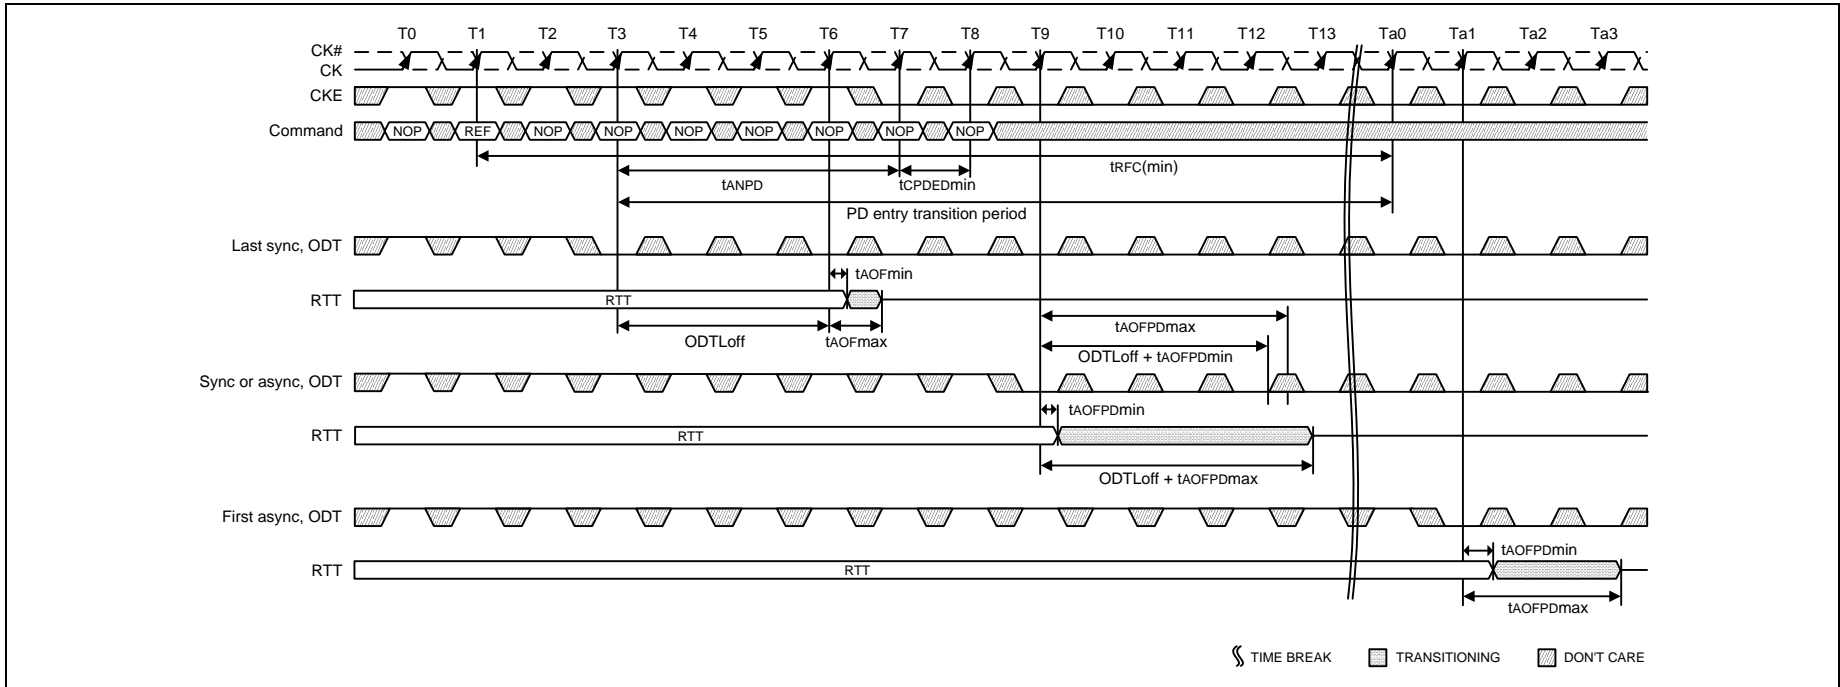 T0 T1 T2 T3 T4 T5 T6 T7 T8 T9 T10 T11 T12 T13 Ta0 Ta1 Ta2 Ta3
CK#
CK
CKE
Command NOP REF NOP NOP NOP NOP NOP NOP NOP
tRFC(min)
tANPD tCPDEDmin
PD entry transition period
Last sync, ODT
tAOFmin
RTT RTT
tAOFPDmax
ODTLoff tAOFmax
ODTLoff + tAOFPDmin
Sync or async, ODT
tAOFPDmin
RTT RTT
ODTLoff + tAOFPDmax
First async, ODT
tAOFPDmin
RTT RTT
tAOFPDmax
TIME BREAK TRANSITIONING DON'T CARE